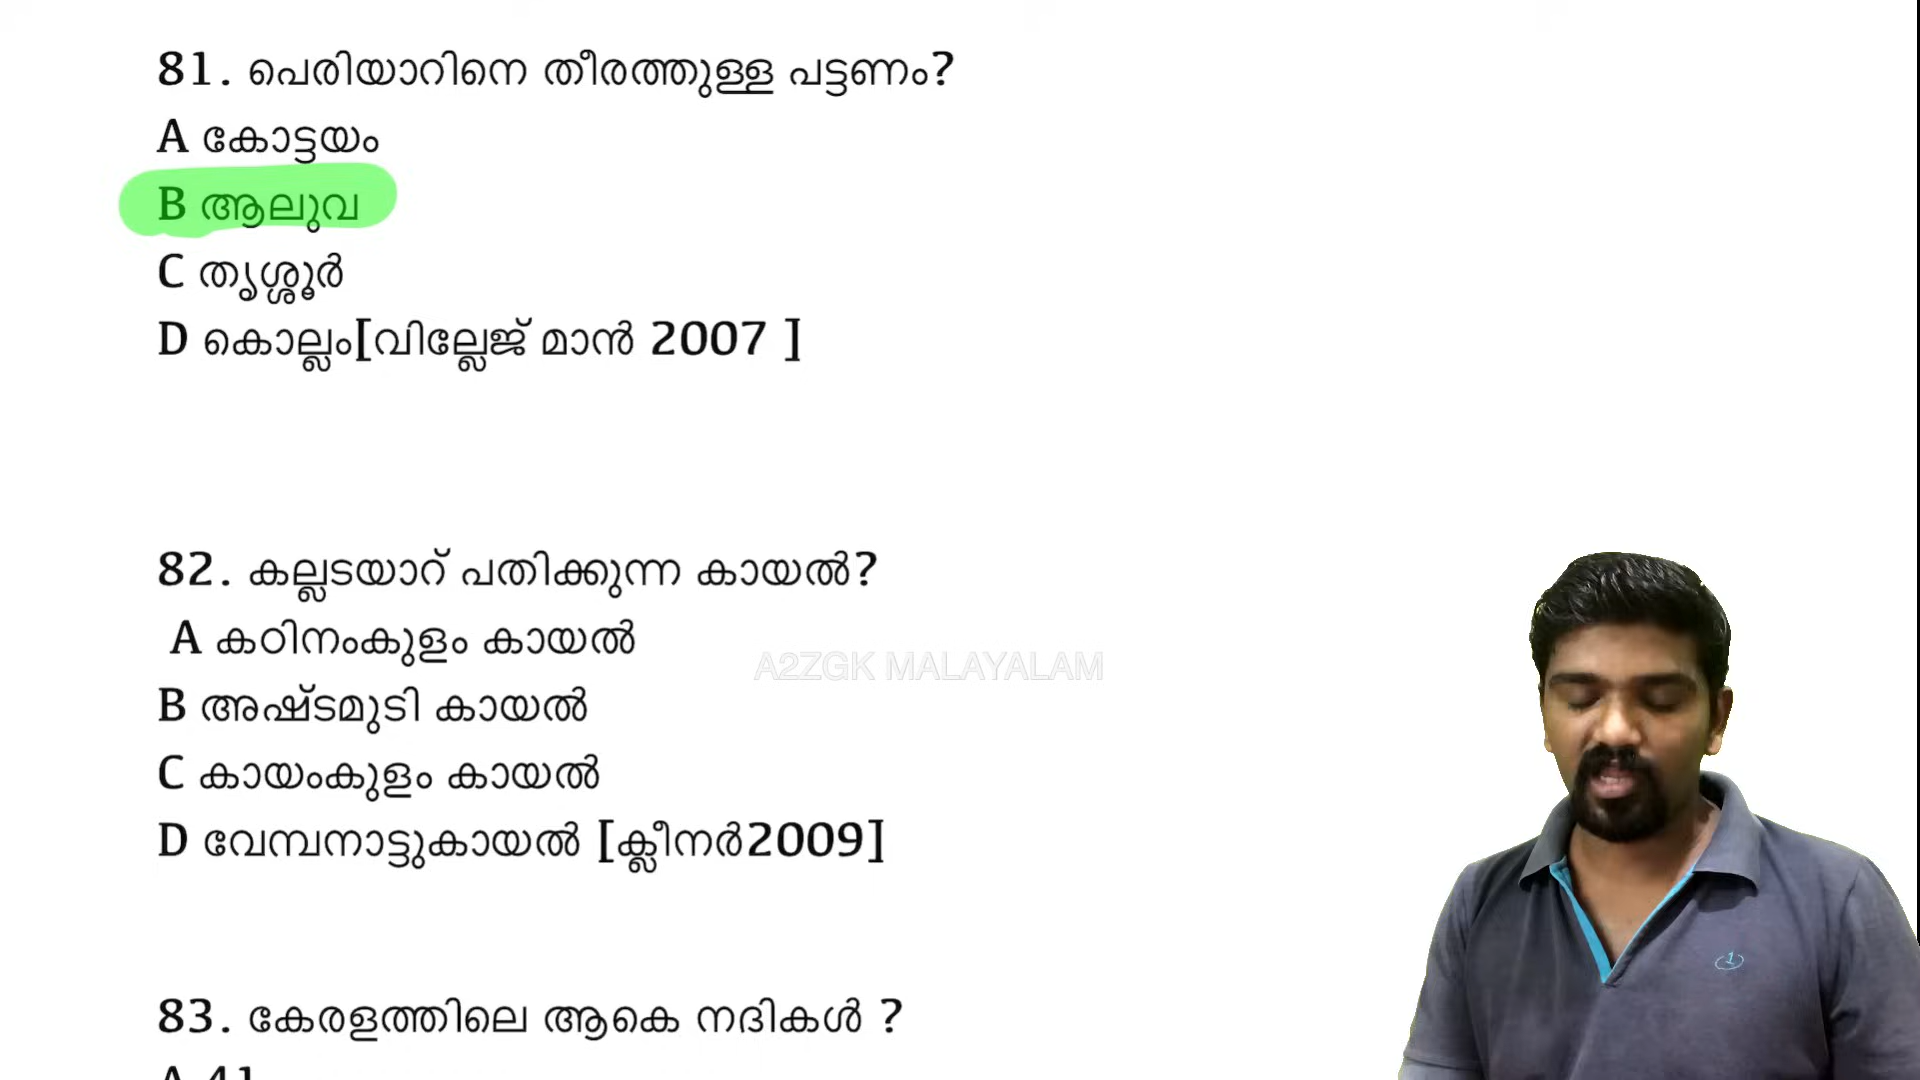 81. പെരിയാറിനെ തീരത്തുള്ള പട്ടണം?
A കോട്ടയം
B ആലുവ
C തൃശ്ശൂർ
D കൊല്ലം[വില്ലേജ് മാൻ 2007 ]
82. കല്ലടയാറ് പതിക്കുന്ന കായൽ?
A കഠിനംകുളം കായൽ
A2ZGK MALAYALAM
B അഷ്ടമുടി കായൽ
C കായംകുളം കായൽ
D വേമ്പനാട്ടുകായൽ [ക്ലീനർ2009]
83. കേരളത്തിലെ ആകെ നദികൾ ?
A 41